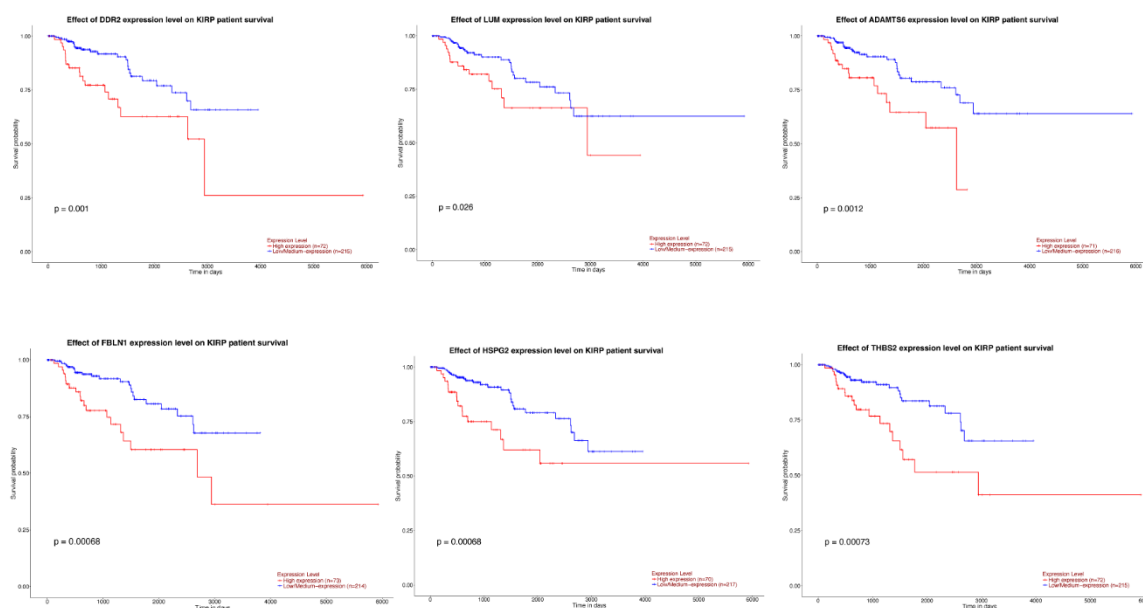 Effect of DDR2 expression level on KIRP patient survival
1.00
0.75
0.50
0.25
0.00
Survival probability
p = 0.001
Expression Level
High expression (n=72)
Low/Medium-expression (n=215)
0 1000 2000 3000 4000 5000 6000
Time in days
Effect of LUM expression level on KIRP patient survival
1.00
0.75
0.50
0.25
0.00
Survival probability
p = 0.026
Expression Level
High expression (n=72)
Low/Medium-expression (n=215)
0 1000 2000 3000 4000 5000 6000
Time in days
Effect of ADAMTS6 expression level on KIRP patient survival
1.00
0.75
0.50
0.25
0.00
Survival probability
p = 0.0012
Expression Level
High expression (n=71)
Low/Medium-expression (n=216)
0 1000 2000 3000 4000 5000 6000
Time in days
Effect of FBLN1 expression level on KIRP patient survival
1.00
0.75
0.50
0.25
0.00
Survival probability
p = 0.00068
Expression Level
High expression (n=73)
Low/Medium-expression (n=214)
0 1000 2000 3000 4000 5000 6000
Time in days
Effect of HSPG2 expression level on KIRP patient survival
1.00
0.75
0.50
0.25
0.00
Survival probability
p = 0.00068
Expression Level
High expression (n=70)
Low/Medium-expression (n=217)
0 1000 2000 3000 4000 5000 6000
Time in days
Effect of THBS2 expression level on KIRP patient survival
1.00
0.75
0.50
0.25
0.00
Survival probability
p = 0.00073
Expression Level
High expression (n=72)
Low/Medium-expression (n=215)
0 1000 2000 3000 4000 5000 6000
Time in days